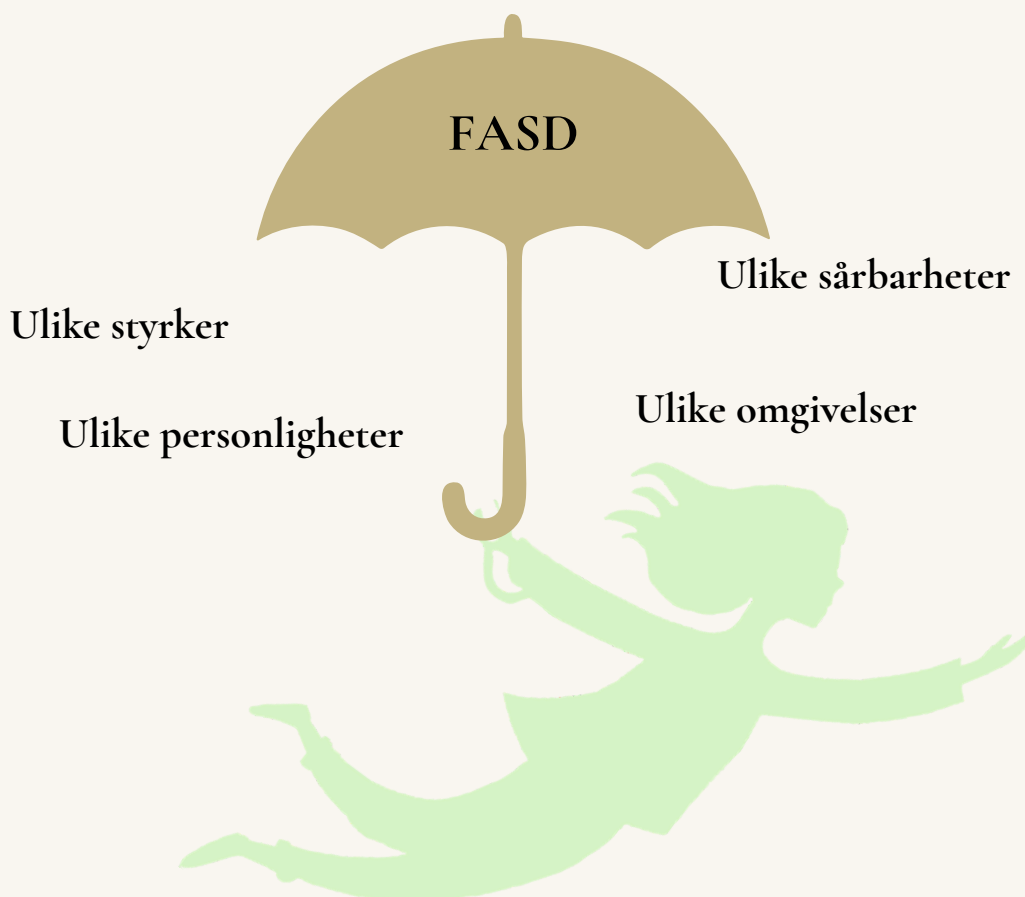 FASD
Ulike sårbarheter
Ulike styrker
Ulike omgivelser
Ulike personligheter